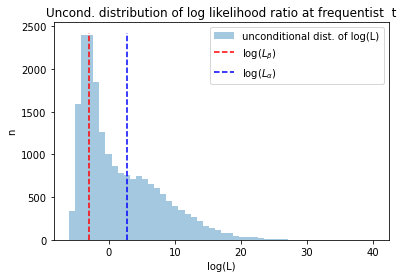 Uncond. distribution of log likelihood ratio at frequentist  t
unconditional dist. of log(L)
log(L_β)
log(L_α)
2500
2000
1500
1000
500
0
n
0 10 20 30 40
log(L)